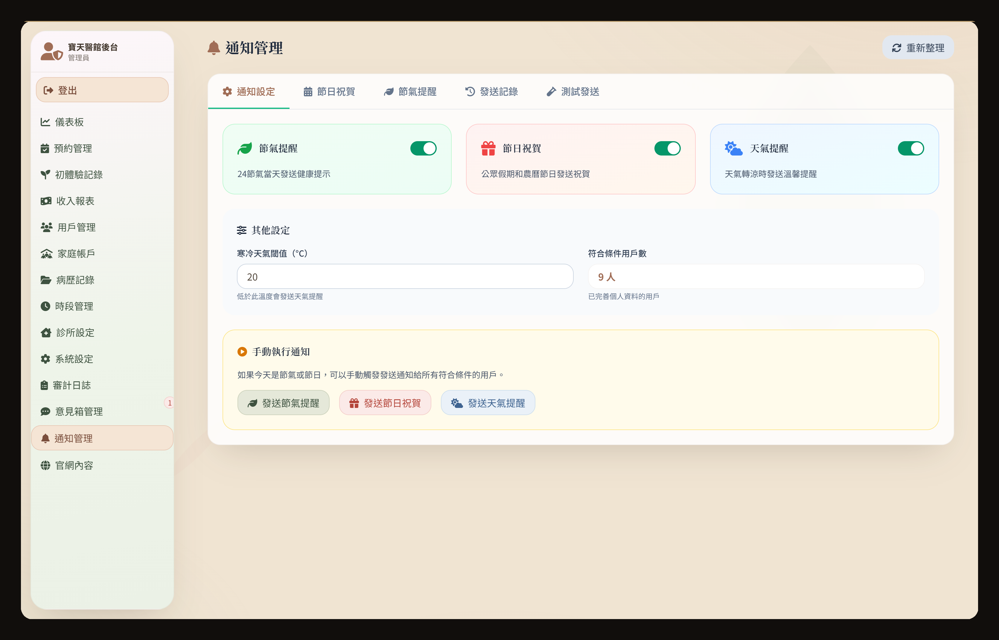 寶天醫館後台
管理員
登出
儀表板
預約管理
初體驗記錄
收入報表
用戶管理
家庭帳戶
病歷記錄
時段管理
診所設定
系統設定
審計日誌
意見箱管理
1
通知管理
官網內容
通知管理
重新整理
通知設定
節日祝賀
節氣提醒
發送記錄
測試發送
節氣提醒
24節氣當天發送健康提示
節日祝賀
公眾假期和農曆節日發送祝賀
天氣提醒
天氣轉涼時發送溫馨提醒
其他設定
寒冷天氣閾值（°C）
20
低於此溫度會發送天氣提醒
符合條件用戶數
9 人
已完善個人資料的用戶
手動執行通知
如果今天是節氣或節日，可以手動觸發發送通知給所有符合條件的用戶。
發送節氣提醒
發送節日祝賀
發送天氣提醒